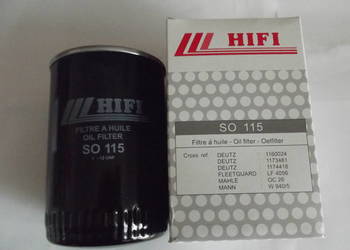 HIFI
FILTRE A HUILE
OIL FILTER
SO 115
HIFI
SO 115
Filtre à huile - Oil filter - Oelfilter
Cross ref. DEUTZ : 1160024
DEUTZ : 1173481
DEUTZ : 1174418
FLEETGUARD : LF 4056
MAHLE : OC 26
MANN : W 940/5